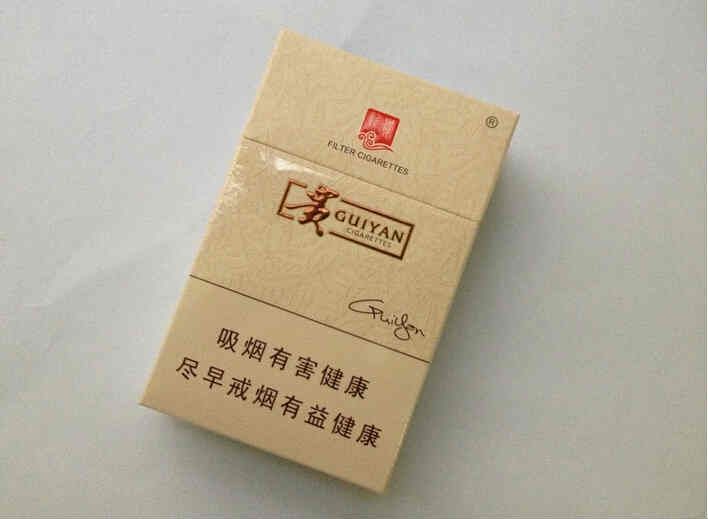 ®
FILTER CIGARETTES
贵 GUIYAN
CIGARETTES
GuiYan
吸烟有害健康
尽早戒烟有益健康